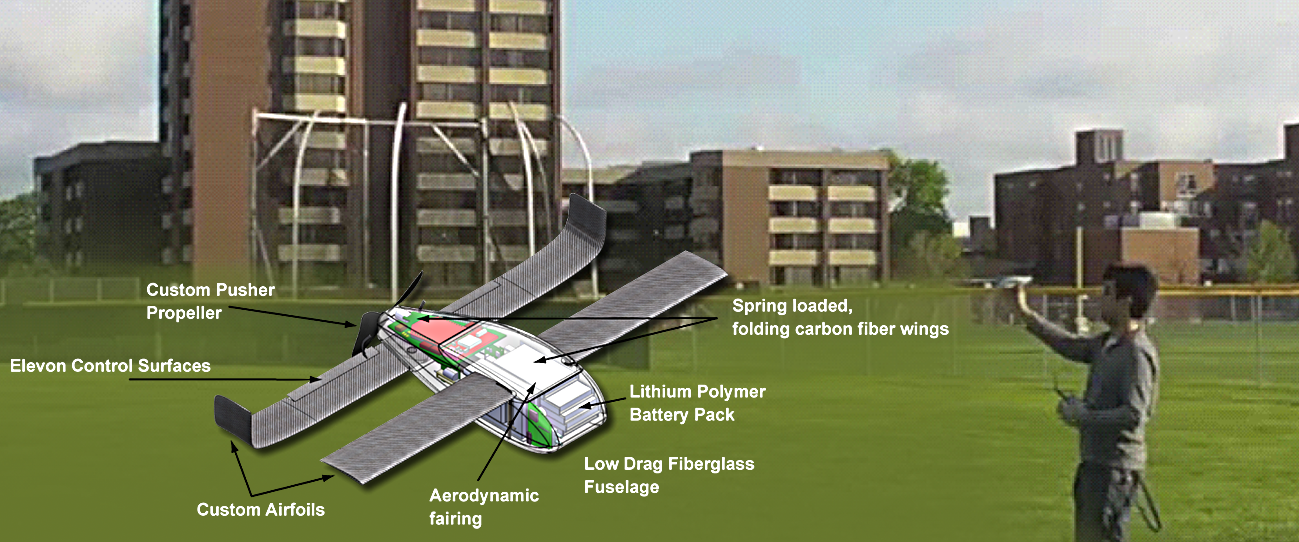 Custom Pusher
Propeller
Elevon Control Surfaces
Custom Airfoils
Aerodynamic
fairing
Spring loaded,
folding carbon fiber wings
Lithium Polymer
Battery Pack
Low Drag Fiberglass
Fuselage